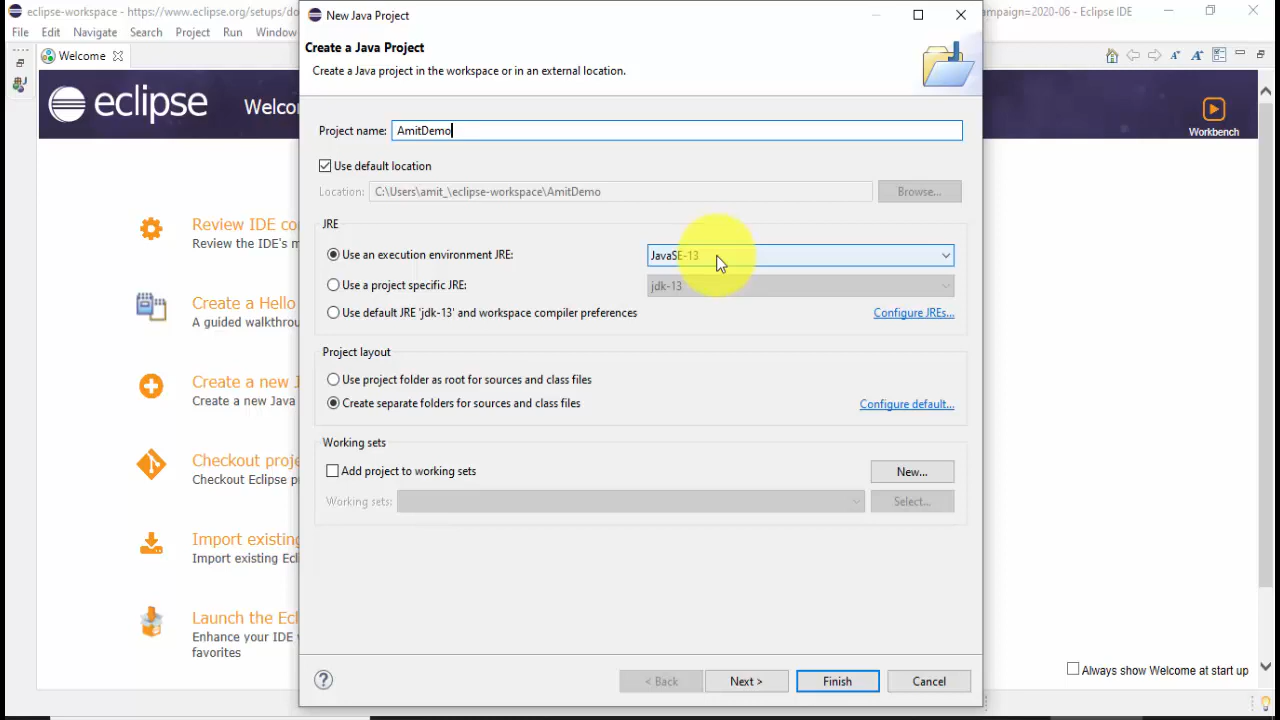 eclipse-workspace - https://www.eclipse.org/setups/do
New Java Project
mpaign=2020-06 - Eclipse IDE
File Edit Navigate Search Project Run Window
Welcome
Create a Java Project
Create a Java project in the workspace or in an external location.
eclipse
Welco
Workbench
Project name: AmitDemo
Use default location
Location: C:\Users\amit_\eclipse-workspace\AmitDemo Browse...
JRE
Use an execution environment JRE: JavaSE-13
Use a project specific JRE: jdk-13
Use default JRE 'jdk-13' and workspace compiler preferences Configure JREs...
Project layout
Use project folder as root for sources and class files
Create separate folders for sources and class files Configure default...
Working sets
Add project to working sets New...
Working sets: Select...
Review IDE co
Review the IDE's m
Create a Hello
A guided walkthrou
Create a new J
Create a new Java
Checkout proje
Checkout Eclipse p
Import existing
Import existing Ecl
Launch the Ecl
Enhance your IDE
favorites
Always show Welcome at start up
< Back Next > Finish Cancel